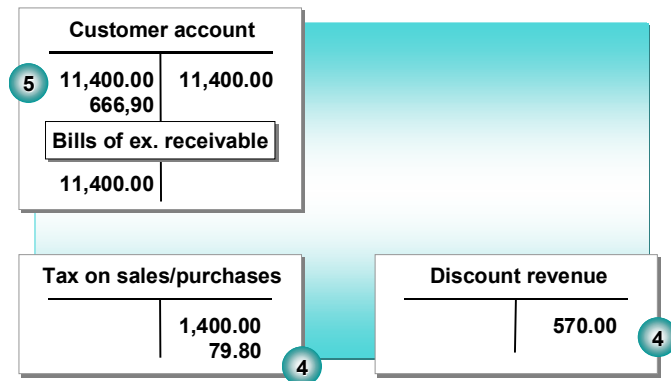 Customer account
5 11,400.00 11,400.00
666,90
Bills of ex. receivable
11,400.00
Tax on sales/purchases
1,400.00
79.80
4
Discount revenue
570.00
4